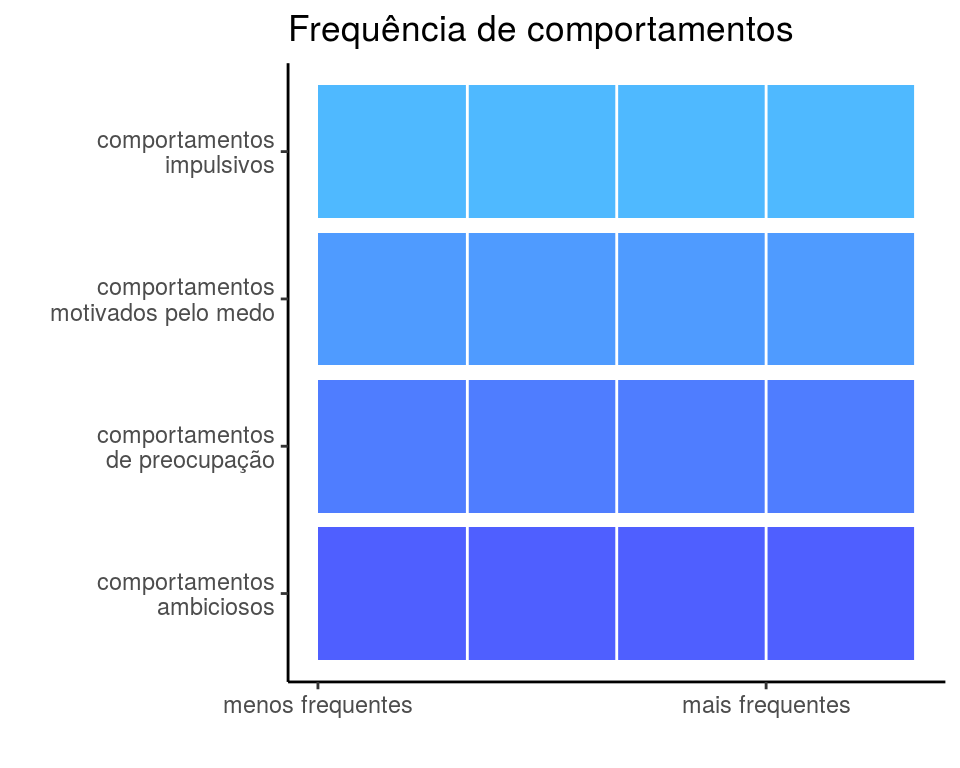 Frequência de comportamentos
comportamentos
impulsivos
comportamentos
motivados pelo medo
comportamentos
de preocupação
comportamentos
ambiciosos
menos frequentes
mais frequentes